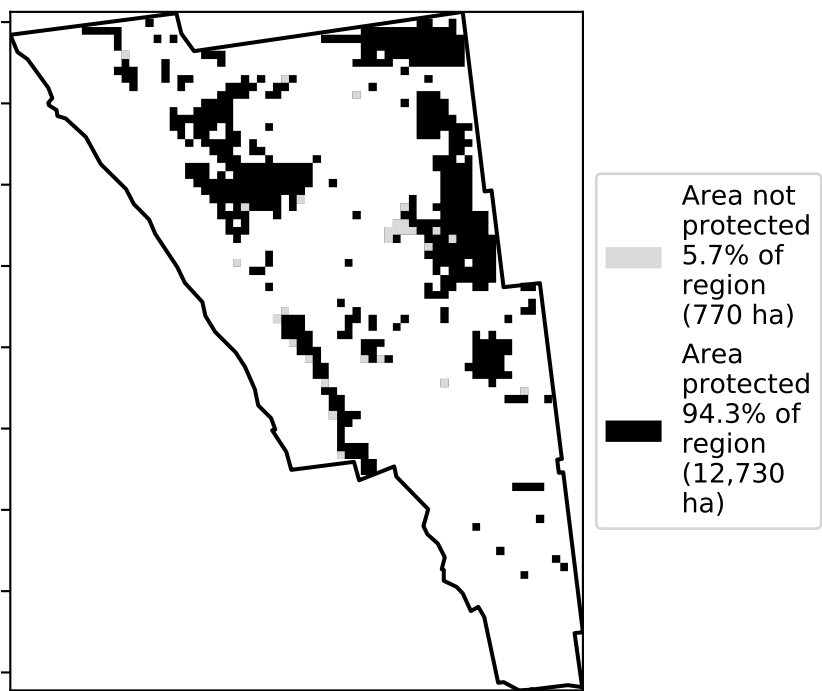 Area not
protected
5.7% of
region
(770 ha)
Area
protected
94.3% of
region
(12,730
ha)